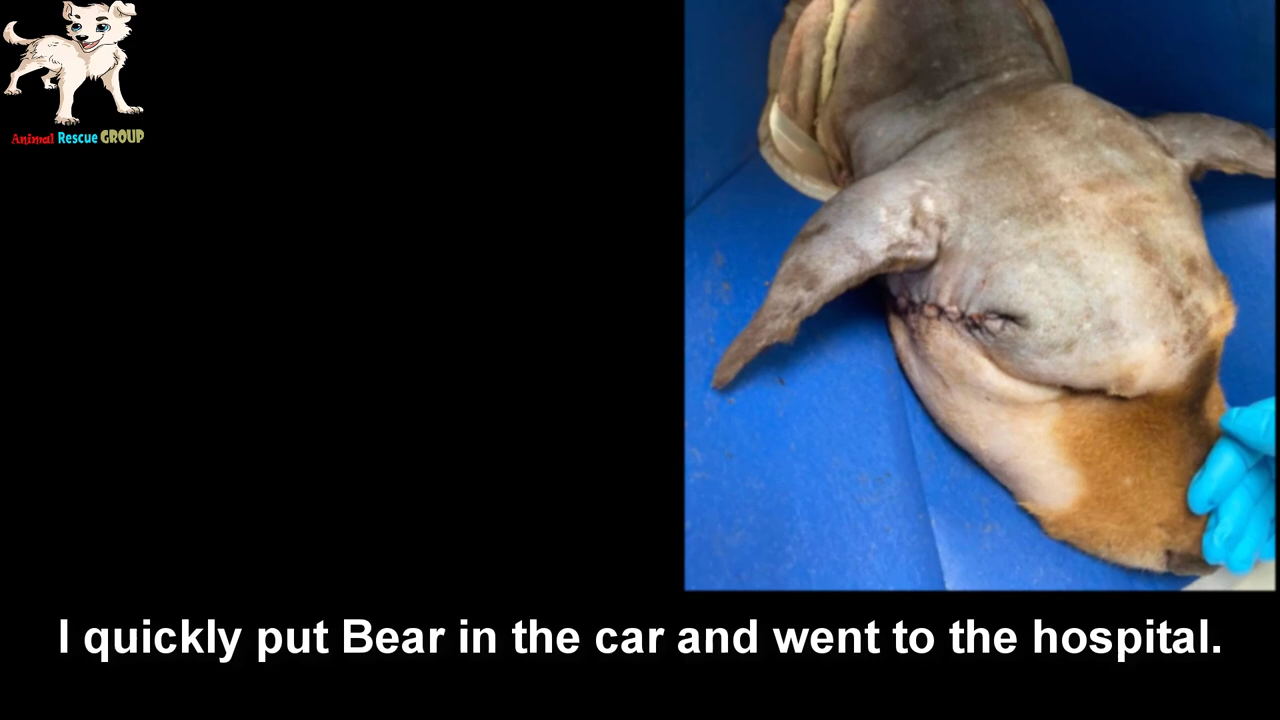 Animal Rescue GROUP
I quickly put Bear in the car and went to the hospital.